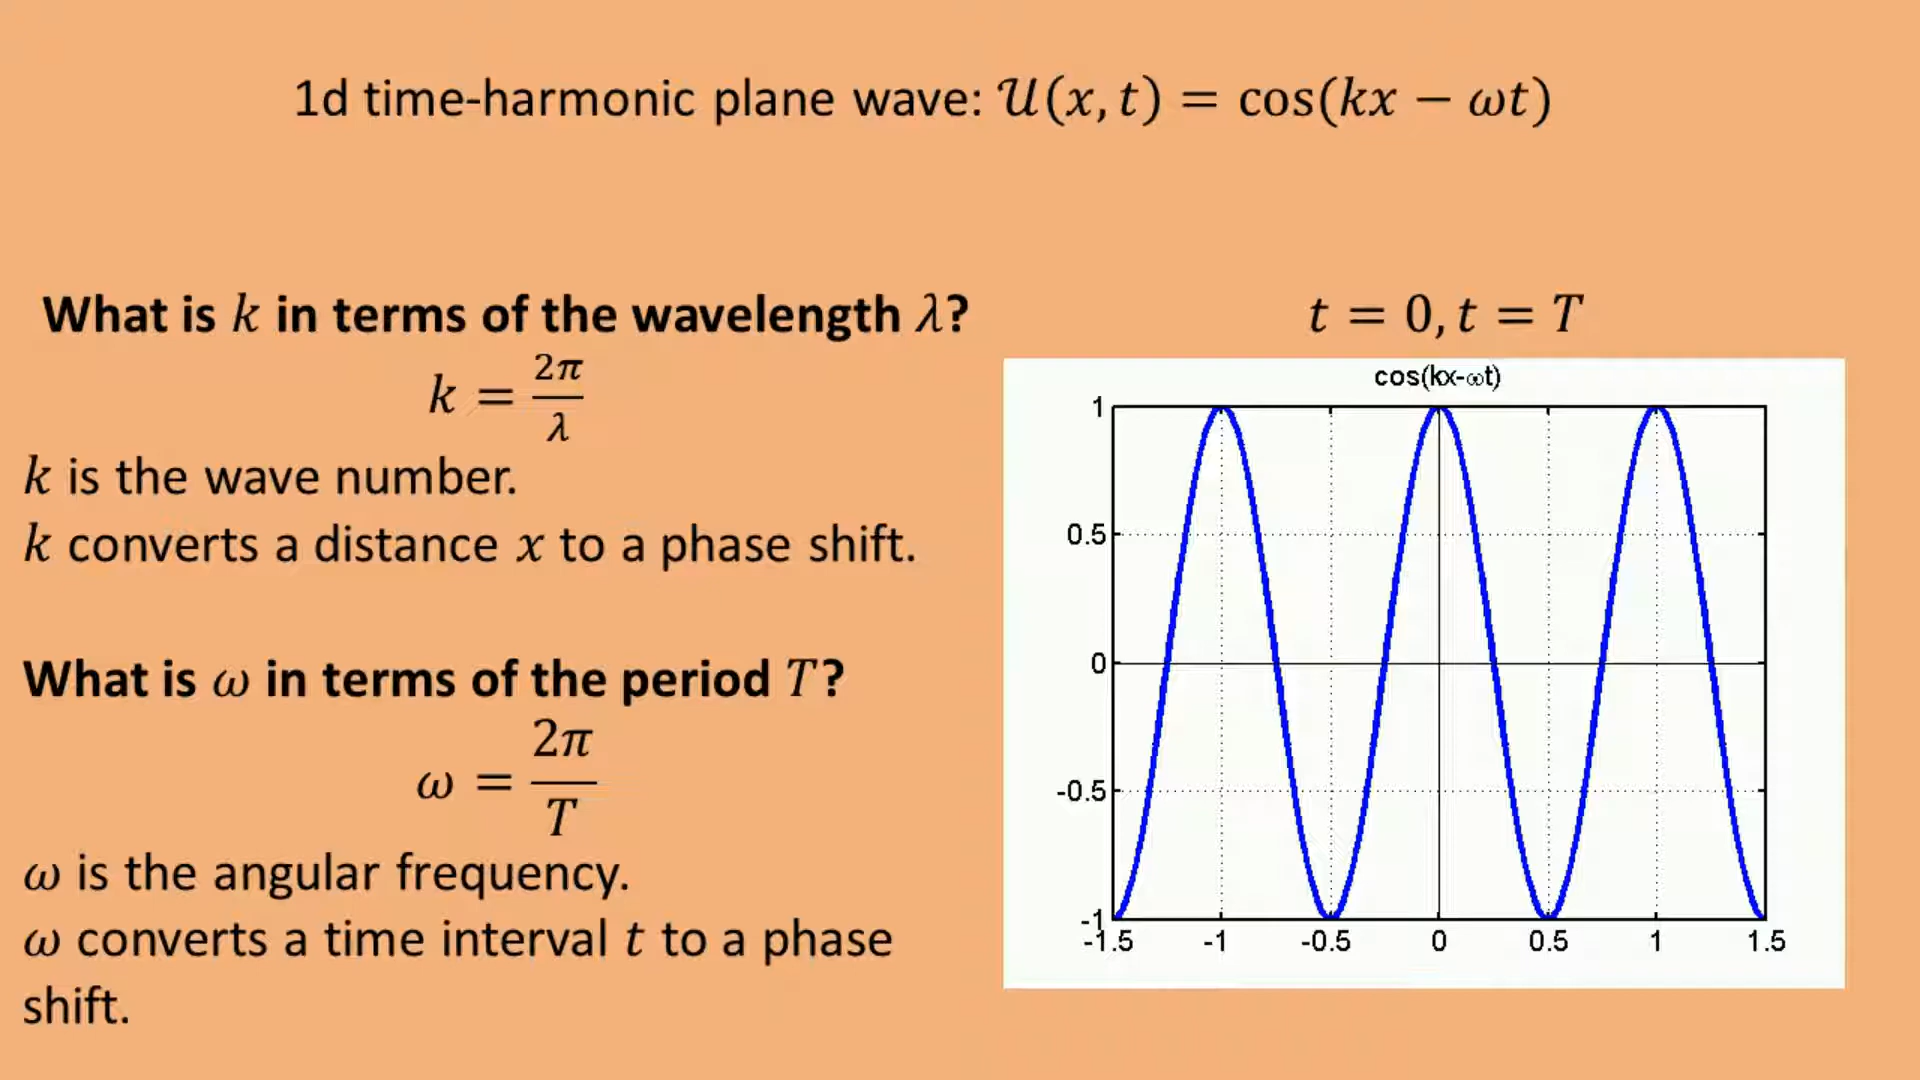 1d time-harmonic plane wave: 𝒰(x, t) = cos(kx − ωt)
What is k in terms of the wavelength λ?
k = 2π/λ
k is the wave number.
k converts a distance x to a phase shift.
What is ω in terms of the period T?
ω = 2π/T
ω is the angular frequency.
ω converts a time interval t to a phase
shift.
t = 0, t = T
cos(kx-ωt)
1
0.5
0
-0.5
-1
-1.5 -1 -0.5 0 0.5 1 1.5